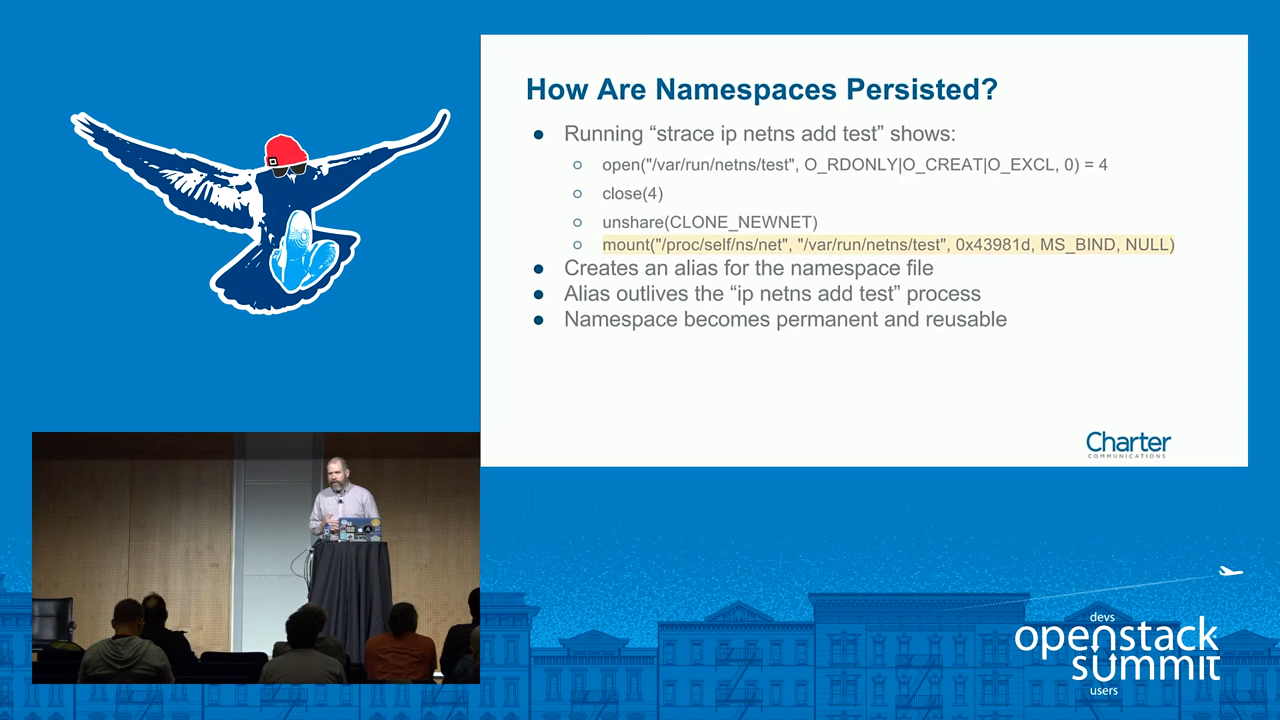 How Are Namespaces Persisted?
● Running “strace ip netns add test” shows:
○ open("/var/run/netns/test", O_RDONLY|O_CREAT|O_EXCL, 0) = 4
○ close(4)
○ unshare(CLONE_NEWNET)
○ mount("/proc/self/ns/net", "/var/run/netns/test", 0x43981d, MS_BIND, NULL)
● Creates an alias for the namespace file
● Alias outlives the “ip netns add test” process
● Namespace becomes permanent and reusable
Charter
COMMUNICATIONS
devs
openstack
summit
users